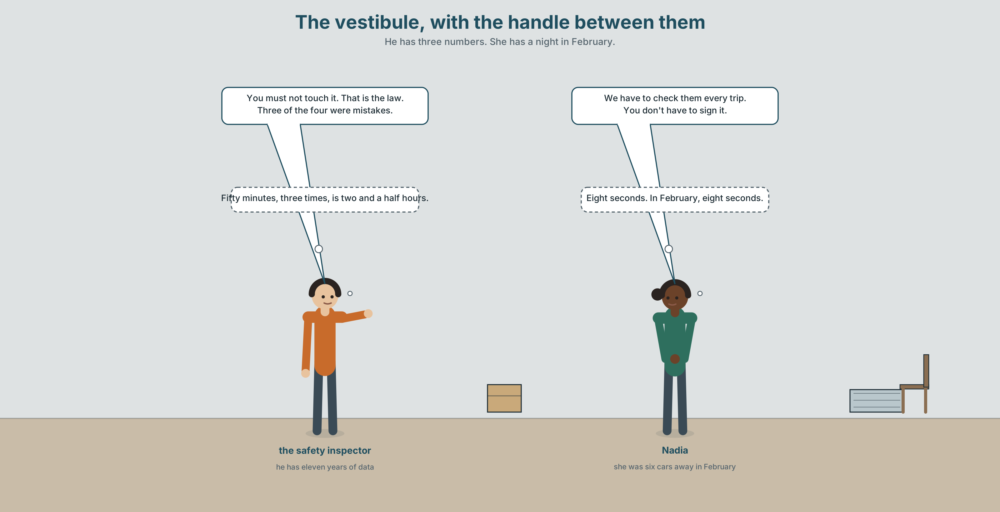 The vestibule, with the handle between them
He has three numbers. She has a night in February.
You must not touch it. That is the law.
Three of the four were mistakes.
We have to check them every trip.
You don't have to sign it.
Fifty minutes, three times, is two and a half hours.
Eight seconds. In February, eight seconds.
the safety inspector
he has eleven years of data
Nadia
she was six cars away in February